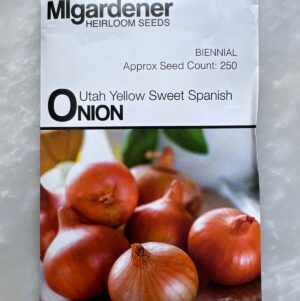 MIgardener
HEIRLOOM SEEDS
BIENNIAL
Approx Seed Count: 250
Utah Yellow Sweet Spanish
ONION